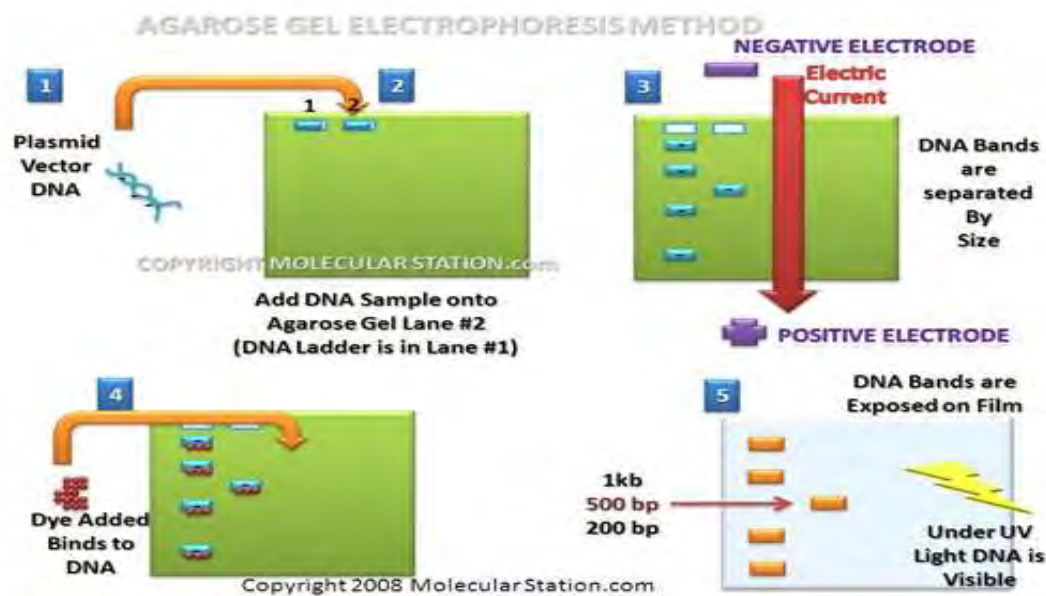 AGAROSE GEL ELECTROPHORESIS METHOD
1
Plasmid
Vector
DNA
2
1 2
COPYRIGHT MOLECULAR STATION.com
Add DNA Sample onto
Agarose Gel Lane #2
(DNA Ladder is in Lane #1)
3
NEGATIVE ELECTRODE
Electric
Current
DNA Bands
are
separated
By
Size
POSITIVE ELECTRODE
4
Dye Added
Binds to
DNA
5
DNA Bands are
Exposed on Film
1kb
500 bp
200 bp
Under UV
Light DNA is
Visible
Copyright 2008 MolecularStation.com